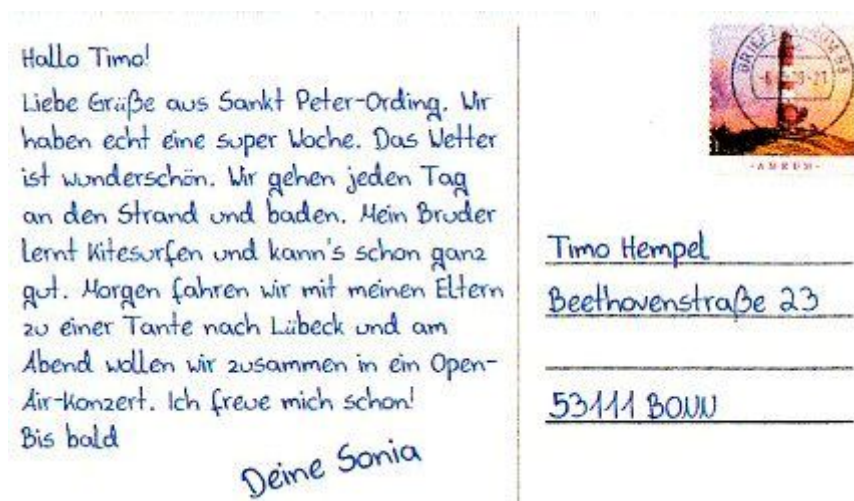 Hallo Timo!
Liebe Grüße aus Sankt Peter-Ording. Wir
haben echt eine super Woche. Das Wetter
ist wunderschön. Wir gehen jeden Tag
an den Strand und baden. Mein Bruder
lernt Kitesurfen und kann's schon ganz
gut. Morgen fahren wir mit meinen Eltern
zu einer Tante nach Lübeck und am
Abend wollen wir zusammen in ein Open-
Air-Konzert. Ich freue mich schon!
Bis bald
Deine Sonia
-AMRUM-
Timo Hempel
Beethovenstraße 23
53111 BONN